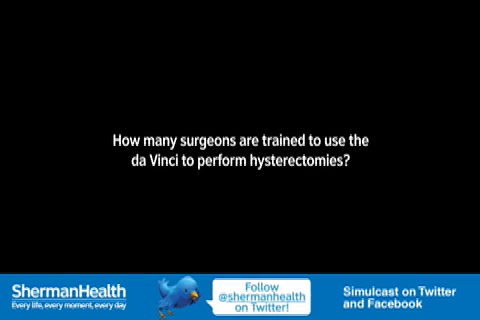 How many surgeons are trained to use the
da Vinci to perform hysterectomies?
ShermanHealth
Every life, every moment, every day
Follow
@shermanhealth
on Twitter!
Simulcast on Twitter
and Facebook